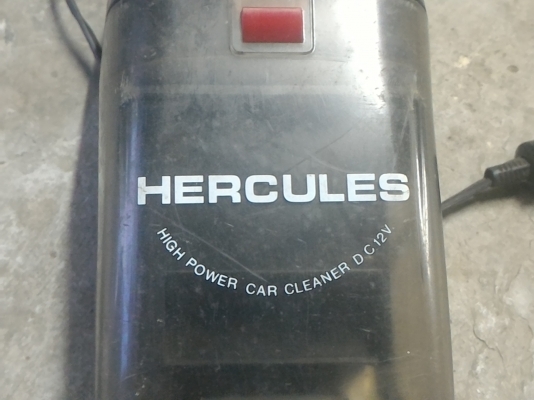 HERCULES
HIGH POWER CAR CLEANER DC12V